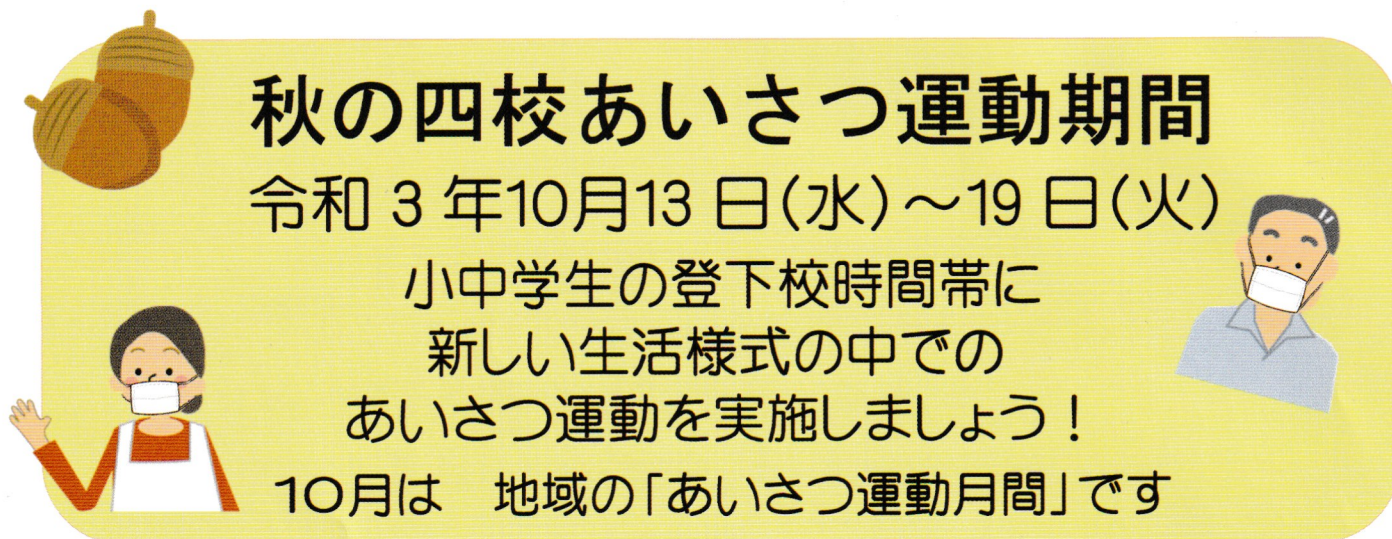 秋の四校あいさつ運動期間
令和3年10月13日(水)～19日(火)
小中学生の登下校時間帯に
新しい生活様式の中での
あいさつ運動を実施しましょう！
10月は　地域の「あいさつ運動月間」です